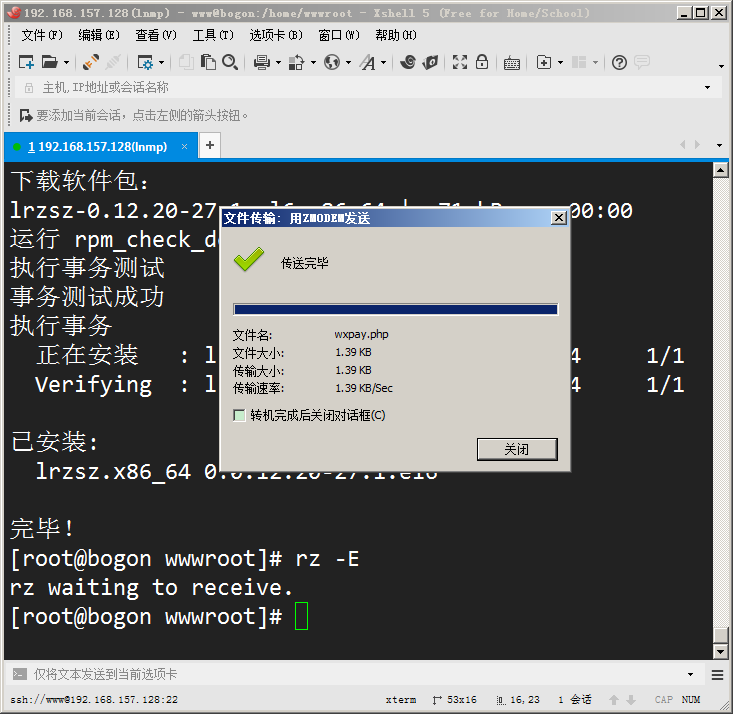 192.168.157.128(lnmp) - www@bogon:/home/wwwroot - Xshell 5 (Free for Home/School)
文件(F) 编辑(E) 查看(V) 工具(T) 选项卡(B) 窗口(W) 帮助(H)
主机,IP地址或会话名称
要添加当前会话，点击左侧的箭头按钮。
1 192.168.157.128(lnmp) × +
下载软件包：
lrzsz-0.12.20-27.1 00:00
运行 rpm_check_d
执行事务测试
事务测试成功
执行事务
正在安装 : l 4 1/1
Verifying : l 4 1/1
已安装:
lrzsz.x86_64 0:0.12.20-27.1.el6
完毕！
[root@bogon wwwroot]# rz -E
rz waiting to receive.
[root@bogon wwwroot]#
文件传输: 用ZMODEM发送
传送完毕
文件名: wxpay.php
文件大小: 1.39 KB
传输大小: 1.39 KB
传输速率: 1.39 KB/Sec
转机完成后关闭对话框(C)
关闭
仅将文本发送到当前选项卡
ssh://www@192.168.157.128:22 xterm 53x16 16,23 1 会话 CAP NUM